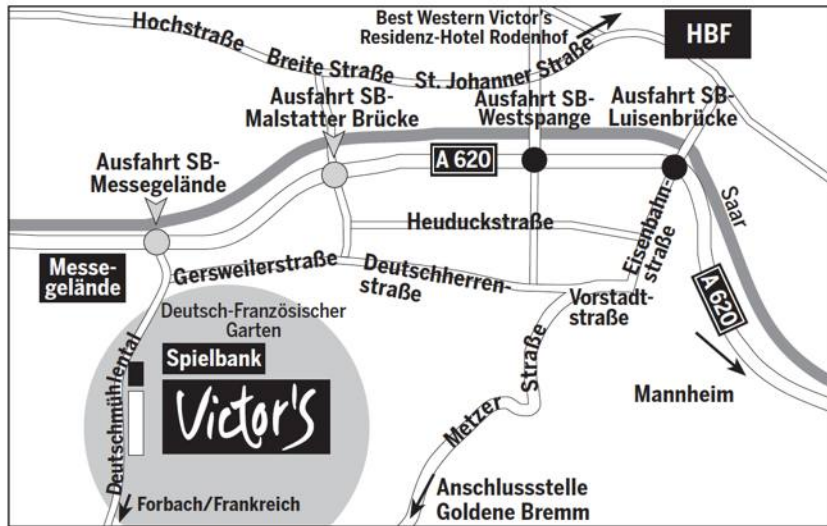 Best Western Victor's
Residenz-Hotel Rodenhof
HBF
Hochstraße
Breite Straße
St. Johanner Straße
Ausfahrt SB-
Malstatter Brücke
Ausfahrt SB-
Westspange
Ausfahrt SB-
Luisenbrücke
Ausfahrt SB-
Messegelände
A 620
Saar
Heuduckstraße
Eisenbahn-
straße
Messe-
gelände
Gersweilerstraße
Deutschherren-
straße
Vorstadt-
straße
A 620
Deutsch-Französischer
Garten
Spielbank
Victor's
Deutschmühlental
Metzer
Straße
Mannheim
Forbach/Frankreich
Anschlussstelle
Goldene Bremm